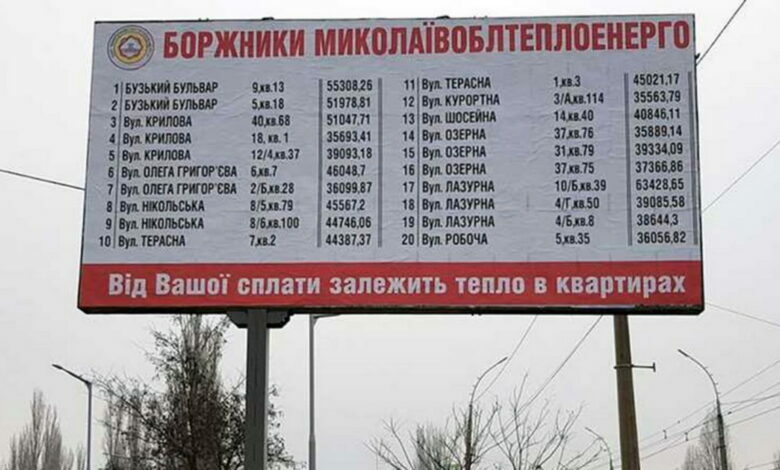 БОРЖНИКИ МИКОЛАЇВОБЛТЕПЛОЕНЕРГО
1 БУЗЬКИЙ БУЛЬВАР 9,кв.13 55308,26
2 БУЗЬКИЙ БУЛЬВАР 5,кв.18 51978,81
3 Вул. КРИЛОВА 40,кв.68 51047,71
4 Вул. КРИЛОВА 18, кв. 1 35693,41
5 Вул. КРИЛОВА 12/4,кв.37 39093,18
6 Вул. ОЛЕГА ГРИГОР'ЄВА 6,кв.7 46048,7
7 Вул. ОЛЕГА ГРИГОР'ЄВА 2/Б,кв.28 36099,87
8 Вул. НІКОЛЬСЬКА 8/5,кв.79 45567,2
9 Вул. НІКОЛЬСЬКА 8/6,кв.100 44746,06
10 Вул. ТЕРАСНА 7,кв.2 44387,37
11 Вул. ТЕРАСНА 1,кв.3 45021,17
12 Вул. КУРОРТНА 3/А,кв.114 35563,79
13 Вул. ШОСЕЙНА 14,кв.40 40846,11
14 Вул. ОЗЕРНА 37,кв.76 35889,14
15 Вул. ОЗЕРНА 31,кв.79 39334,09
16 Вул. ОЗЕРНА 37,кв.75 37366,86
17 Вул. ЛАЗУРНА 10/Б,кв.39 63428,65
18 Вул. ЛАЗУРНА 4/Г,кв.50 39085,58
19 Вул. ЛАЗУРНА 4/Б,кв.8 38644,3
20 Вул. РОБОЧА 5,кв.35 36056,82
Від Вашої сплати залежить тепло в квартирах